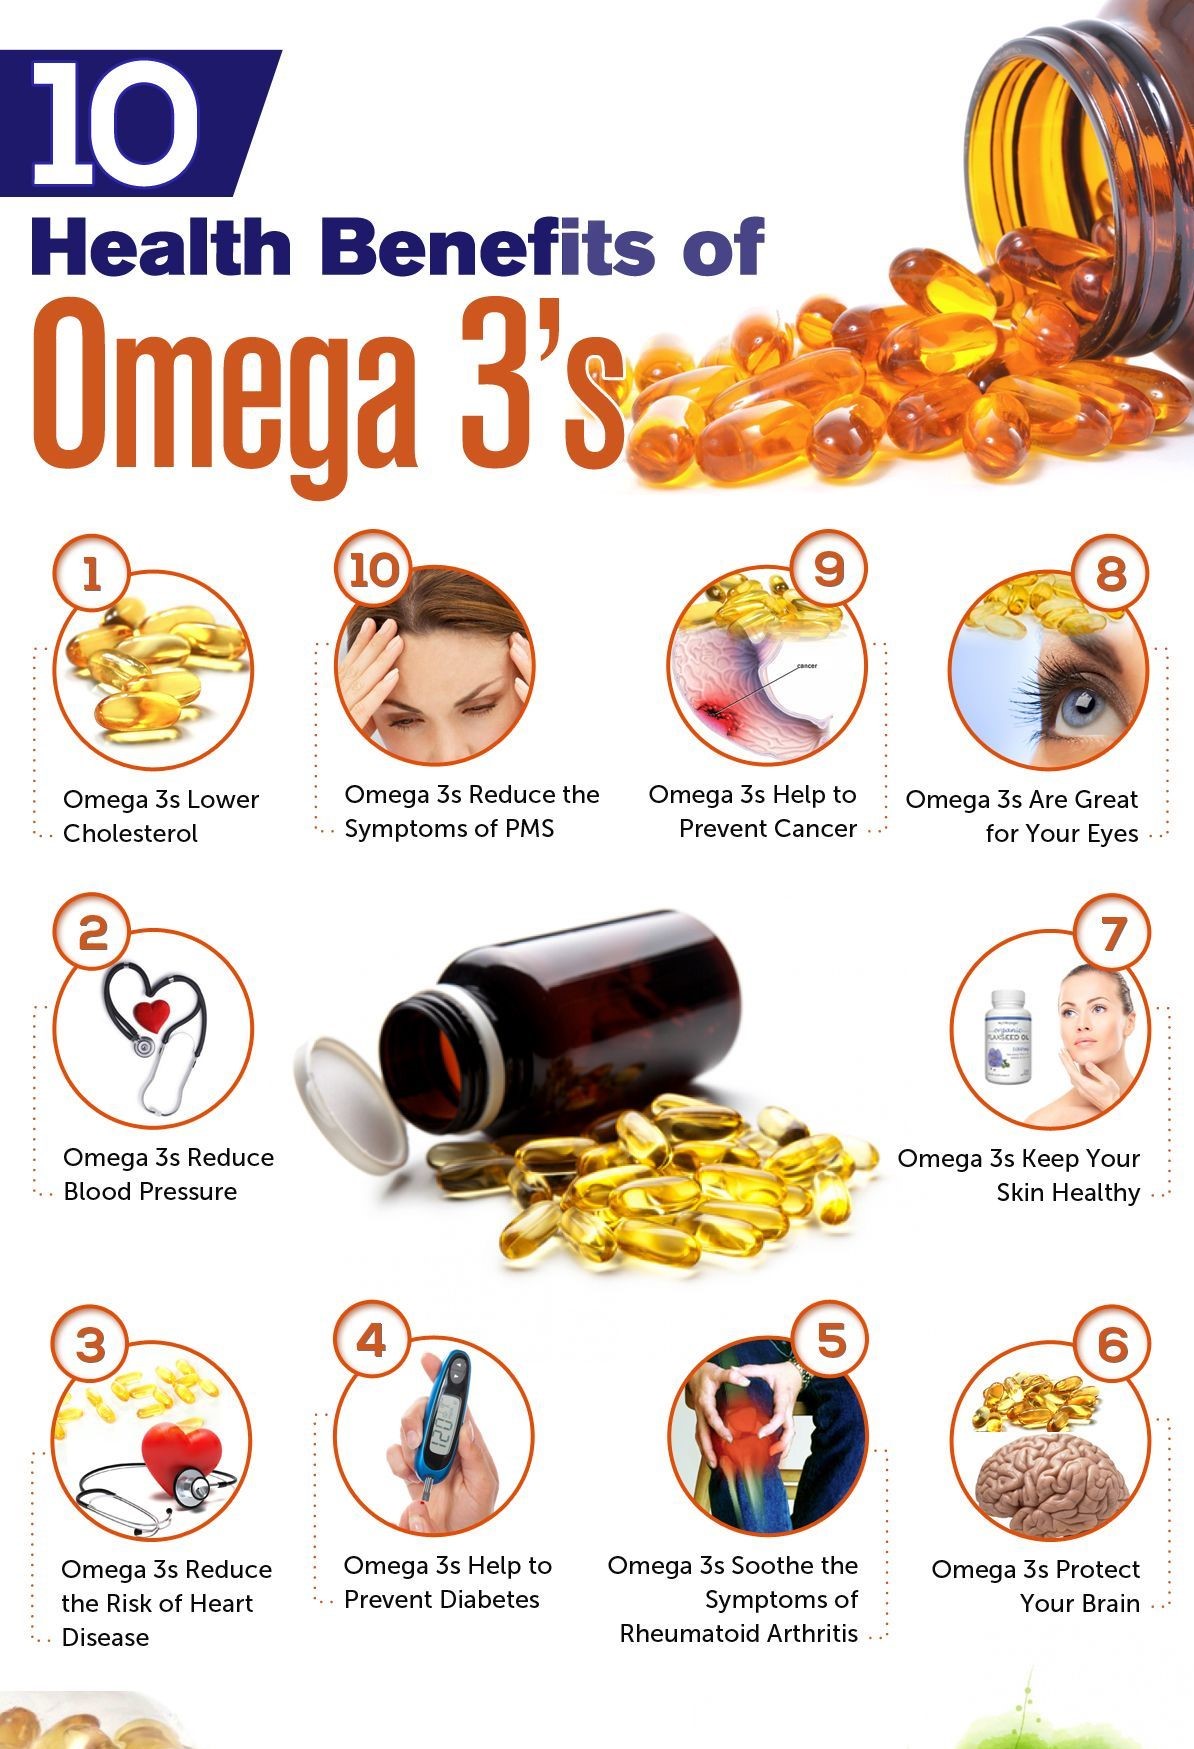 10
Health Benefits of
Omega 3's
1
Omega 3s Lower
Cholesterol
10
Omega 3s Reduce the
Symptoms of PMS
9
cancer
Omega 3s Help to
Prevent Cancer
8
Omega 3s Are Great
for Your Eyes
2
Omega 3s Reduce
Blood Pressure
7
organic
FLAXSEED OIL
Omega 3s Keep Your
Skin Healthy
3
Omega 3s Reduce
the Risk of Heart
Disease
4
Omega 3s Help to
Prevent Diabetes
5
Omega 3s Soothe the
Symptoms of
Rheumatoid Arthritis
6
Omega 3s Protect
Your Brain